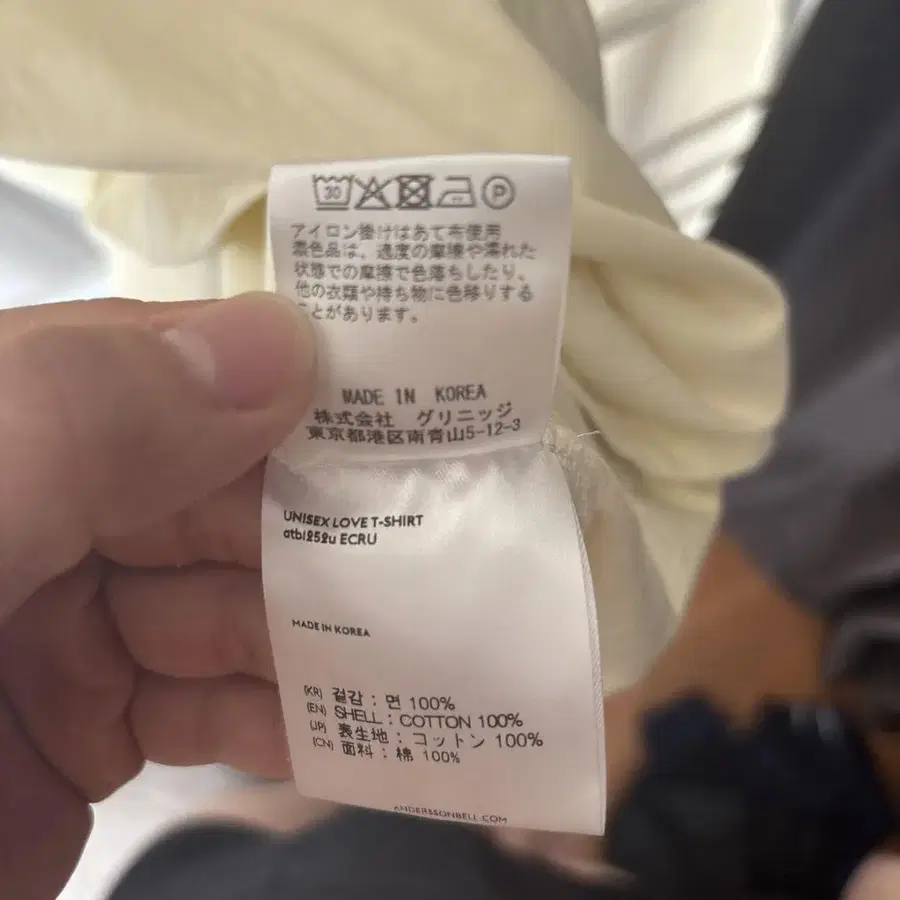 30 P
アイロン掛けはあて布使用
濃色品は、過度の摩擦や濡れた
状態での摩擦で色落ちしたり、
他の衣類や持ち物に色移りする
ことがあります。
MADE IN KOREA
株式会社 グリニッジ
東京都港区南青山5-12-3
UNISEX LOVE T-SHIRT
atb1252u ECRU
MADE IN KOREA
(KR) 겉감 : 면 100%
(EN) SHELL : COTTON 100%
(JP) 表生地 : コットン 100%
(CN) 面料 : 棉 100%
ANDERSSONBELL.COM